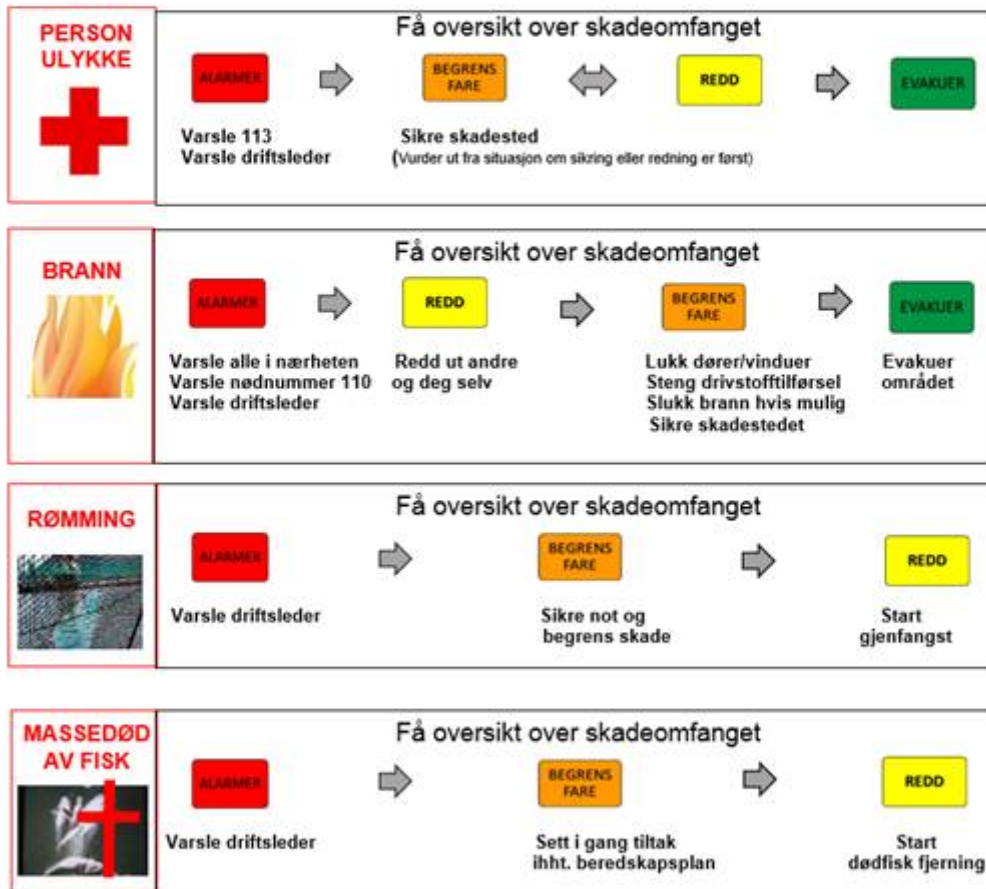 PERSON
ULYKKE
Få oversikt over skadeomfanget
ALARMER
BEGRENS
FARE
REDD
EVAKUER
Varsle 113
Varsle driftsleder
Sikre skadested
(Vurder ut fra situasjon om sikring eller redning er først)
BRANN
Få oversikt over skadeomfanget
ALARMER
REDD
BEGRENS
FARE
EVAKUER
Varsle alle i nærheten
Varsle nødnummer 110
Varsle driftsleder
Redd ut andre
og deg selv
Lukk dører/vinduer
Steng drivstofftilførsel
Slukk brann hvis mulig
Sikre skadestedet
Evakuer
området
RØMMING
Få oversikt over skadeomfanget
ALARMER
BEGRENS
FARE
REDD
Varsle driftsleder
Sikre not og
begrens skade
Start
gjenfangst
MASSEDØD
AV FISK
Få oversikt over skadeomfanget
ALARMER
BEGRENS
FARE
REDD
Varsle driftsleder
Sett i gang tiltak
ihht. beredskapsplan
Start
dødfisk fjerning